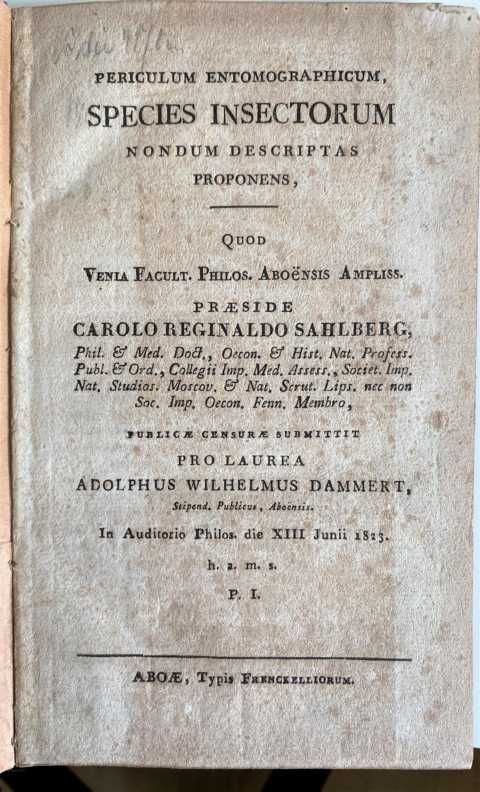 PERICULUM ENTOMOGRAPHICUM,
SPECIES INSECTORUM
NONDUM DESCRIPTAS
PROPONENS,
QUOD
VENIA FACULT. PHILOS. ABOËNSIS AMPLISS.
PRÆSIDE
CAROLO REGINALDO SAHLBERG,
Phil. & Med. Doct., Oecon. & Hist. Nat. Profess.
Publ. & Ord., Collegii Imp. Med. Assess., Societ. Imp.
Nat. Studios. Moscov. & Nat. Scrut. Lips. nec non
Soc. Imp. Oecon. Fenn. Membro,
PUBLICÆ CENSURÆ SUBMITTIT
PRO LAUREA
ADOLPHUS WILHELMUS DAMMERT,
Stipend. Publicus, Aboënsis.
In Auditorio Philos. die XIII Junii 1823.
h. a. m. s.
P. I.
ABOÆ, Typis FRENCKELLIORUM.